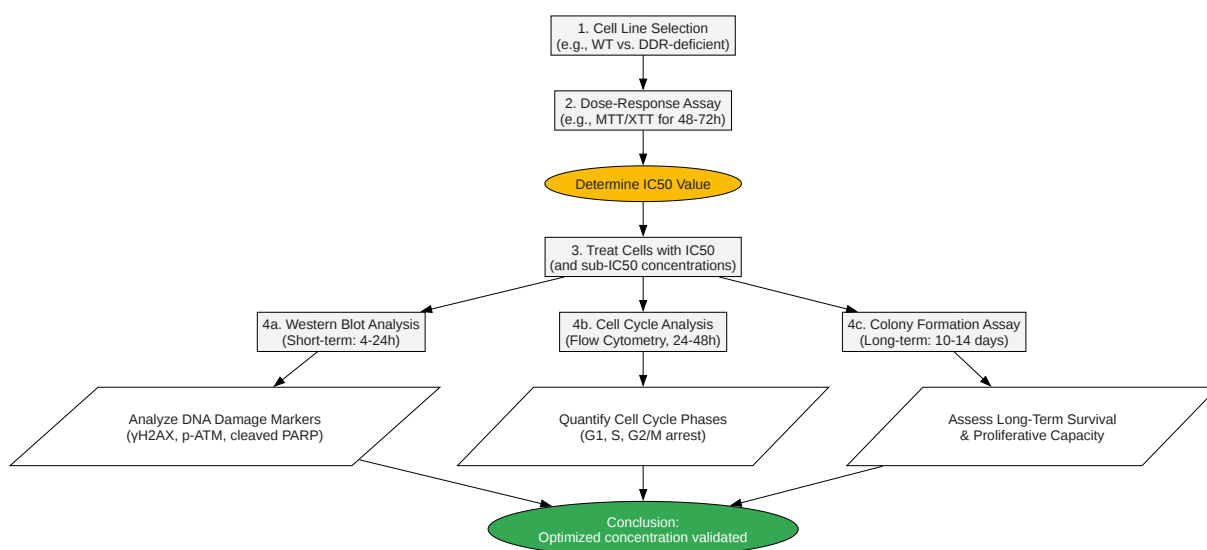 1. Cell Line Selection
(e.g., WT vs. DDR-deficient)
2. Dose-Response Assay
(e.g., MTT/XTT for 48-72h)
Determine IC50 Value
3. Treat Cells with IC50
(and sub-IC50 concentrations)
4a. Western Blot Analysis
(Short-term: 4-24h)
4b. Cell Cycle Analysis
(Flow Cytometry, 24-48h)
4c. Colony Formation Assay
(Long-term: 10-14 days)
Analyze DNA Damage Markers
(γH2AX, p-ATM, cleaved PARP)
Quantify Cell Cycle Phases
(G1, S, G2/M arrest)
Assess Long-Term Survival
& Proliferative Capacity
Conclusion:
Optimized concentration validated